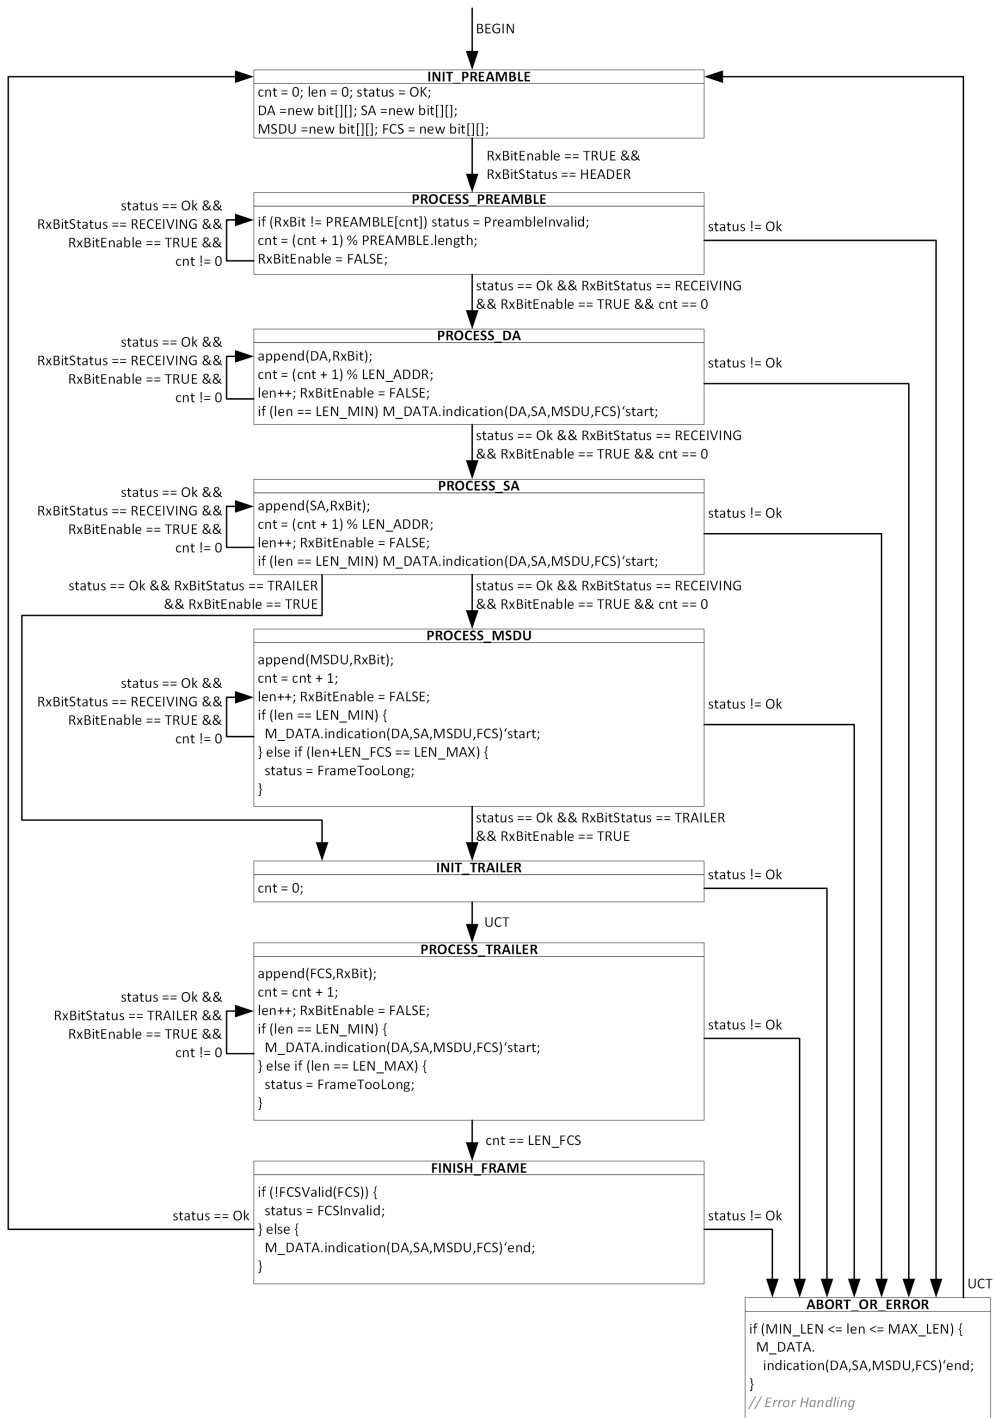 BEGIN
INIT_PREAMBLE
cnt = 0; len = 0; status = OK;
DA =new bit[][]; SA =new bit[][];
MSDU =new bit[][]; FCS = new bit[][];
RxBitEnable == TRUE &&
RxBitStatus == HEADER
PROCESS_PREAMBLE
status == Ok &&
RxBitStatus == RECEIVING &&
RxBitEnable == TRUE &&
cnt != 0
if (RxBit != PREAMBLE[cnt]) status = PreambleInvalid;
cnt = (cnt + 1) % PREAMBLE.length;
RxBitEnable = FALSE;
status != Ok
status == Ok && RxBitStatus == RECEIVING
&& RxBitEnable == TRUE && cnt == 0
PROCESS_DA
status == Ok &&
RxBitStatus == RECEIVING &&
RxBitEnable == TRUE &&
cnt != 0
append(DA,RxBit);
cnt = (cnt + 1) % LEN_ADDR;
len++; RxBitEnable = FALSE;
if (len == LEN_MIN) M_DATA.indication(DA,SA,MSDU,FCS)‘start;
status != Ok
status == Ok && RxBitStatus == RECEIVING
&& RxBitEnable == TRUE && cnt == 0
PROCESS_SA
status == Ok &&
RxBitStatus == RECEIVING &&
RxBitEnable == TRUE &&
cnt != 0
append(SA,RxBit);
cnt = (cnt + 1) % LEN_ADDR;
len++; RxBitEnable = FALSE;
if (len == LEN_MIN) M_DATA.indication(DA,SA,MSDU,FCS)‘start;
status != Ok
status == Ok && RxBitStatus == TRAILER
&& RxBitEnable == TRUE
status == Ok && RxBitStatus == RECEIVING
&& RxBitEnable == TRUE && cnt == 0
PROCESS_MSDU
status == Ok &&
RxBitStatus == RECEIVING &&
RxBitEnable == TRUE &&
cnt != 0
append(MSDU,RxBit);
cnt = cnt + 1;
len++; RxBitEnable = FALSE;
if (len == LEN_MIN) {
M_DATA.indication(DA,SA,MSDU,FCS)‘start;
} else if (len+LEN_FCS == LEN_MAX) {
status = FrameTooLong;
}
status != Ok
status == Ok && RxBitStatus == TRAILER
&& RxBitEnable == TRUE
INIT_TRAILER
cnt = 0;
status != Ok
UCT
PROCESS_TRAILER
status == Ok &&
RxBitStatus == TRAILER &&
RxBitEnable == TRUE &&
cnt != 0
append(FCS,RxBit);
cnt = cnt + 1;
len++; RxBitEnable = FALSE;
if (len == LEN_MIN) {
M_DATA.indication(DA,SA,MSDU,FCS)‘start;
} else if (len == LEN_MAX) {
status = FrameTooLong;
}
status != Ok
cnt == LEN_FCS
FINISH_FRAME
status == Ok
if (!FCSValid(FCS)) {
status = FCSInvalid;
} else {
M_DATA.indication(DA,SA,MSDU,FCS)‘end;
}
status != Ok
UCT
ABORT_OR_ERROR
if (MIN_LEN <= len <= MAX_LEN) {
M_DATA.
indication(DA,SA,MSDU,FCS)‘end;
}
// Error Handling